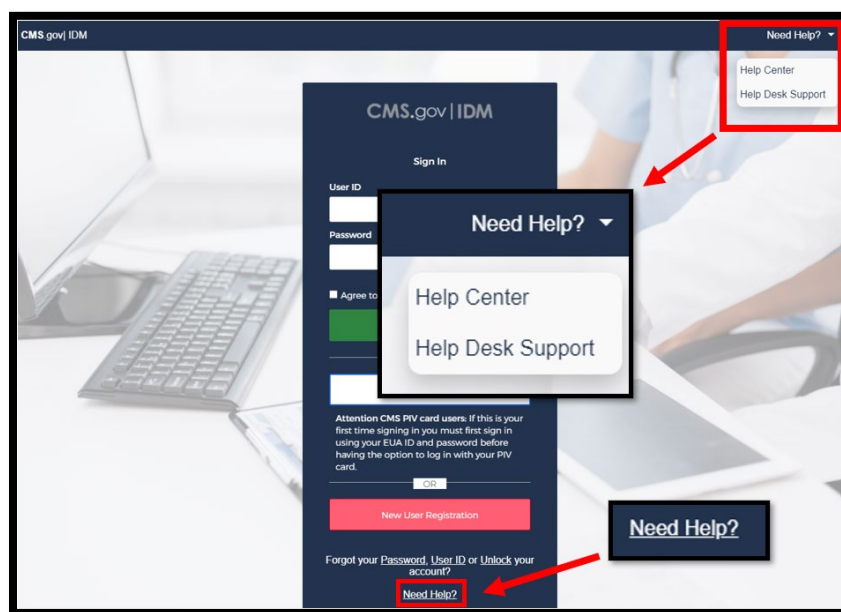 CMS.gov| IDM
Need Help?
Help Center
Help Desk Support
CMS.gov|IDM
Sign In
User ID
Password
Agree to
Need Help?
Help Center
Help Desk Support
Attention CMS PIV card users: If this is your
first time signing in you must first sign in
using your EUA ID and password before
having the option to log in with your PIV
card.
OR
New User Registration
Need Help?
Forgot your Password, User ID or Unlock your
account?
Need Help?